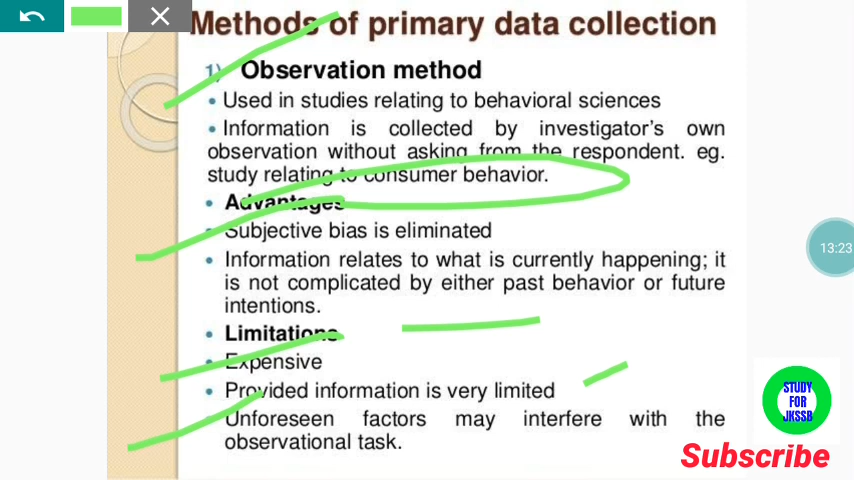 Methods of primary data collection
1) Observation method
• Used in studies relating to behavioral sciences
• Information is collected by investigator's own
observation without asking from the respondent. eg.
study relating to consumer behavior.
• Advantages
• Subjective bias is eliminated
• Information relates to what is currently happening; it
is not complicated by either past behavior or future
intentions.
• Limitations
• Expensive
• Provided information is very limited
• Unforeseen factors may interfere with the
observational task.
13:23
STUDY
FOR
JKSSB
Subscribe